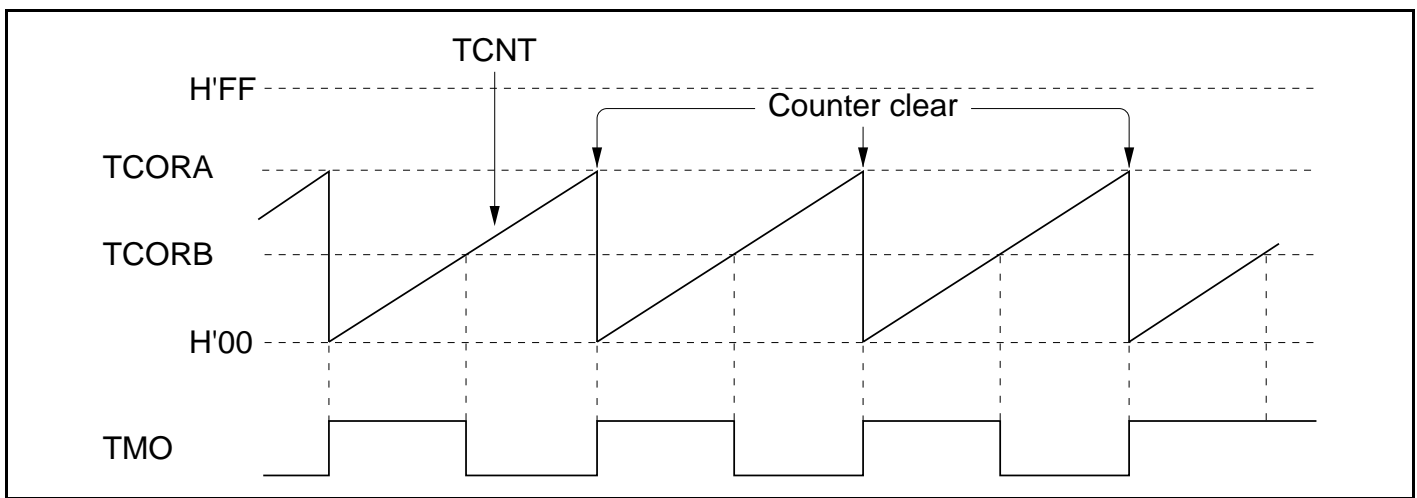 TCNT
H'FF
Counter clear
TCORA
TCORB
H'00
TMO